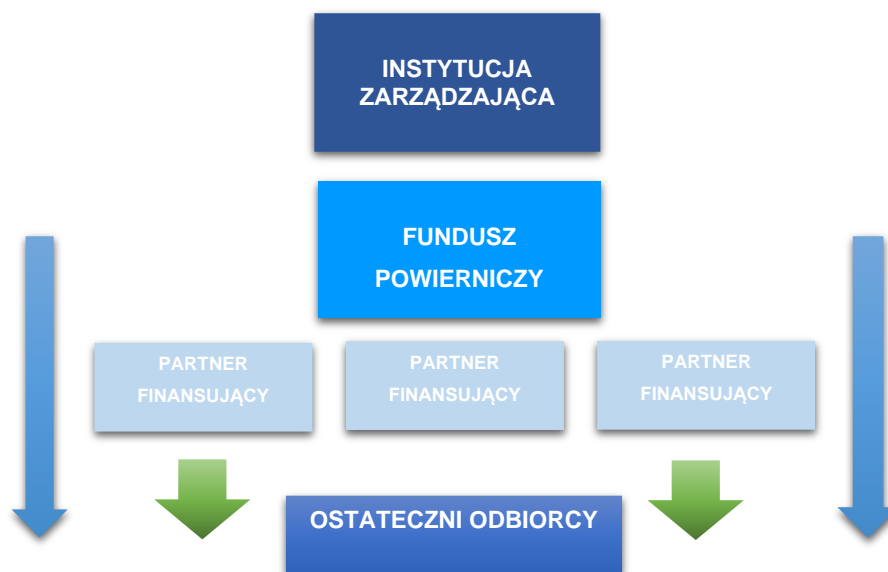 INSTYTUCJA
ZARZĄDZAJĄCA
FUNDUSZ
POWIERNICZY
PARTNER
FINANSUJĄCY
PARTNER
FINANSUJĄCY
PARTNER
FINANSUJĄCY
OSTATECZNI ODBIORCY